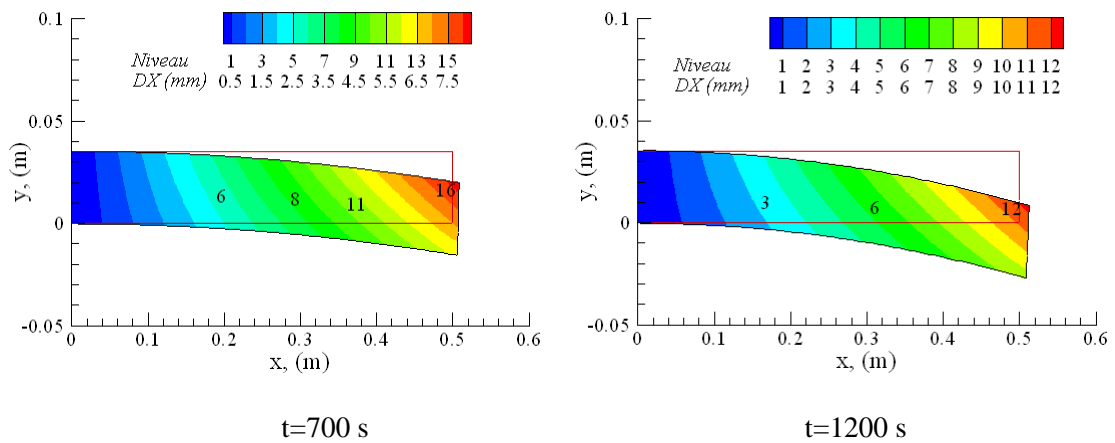 0.1
0.05
0
-0.05
y, (m)
Niveau 1 3 5 7 9 11 13 15
DX (mm) 0.5 1.5 2.5 3.5 4.5 5.5 6.5 7.5
6 8 11 16
0 0.1 0.2 0.3 0.4 0.5 0.6
x, (m)
t=700 s
0.1
0.05
0
-0.05
y, (m)
Niveau 1 2 3 4 5 6 7 8 9 10 11 12
DX (mm) 1 2 3 4 5 6 7 8 9 10 11 12
3 6 12
0 0.1 0.2 0.3 0.4 0.5 0.6
x, (m)
t=1200 s